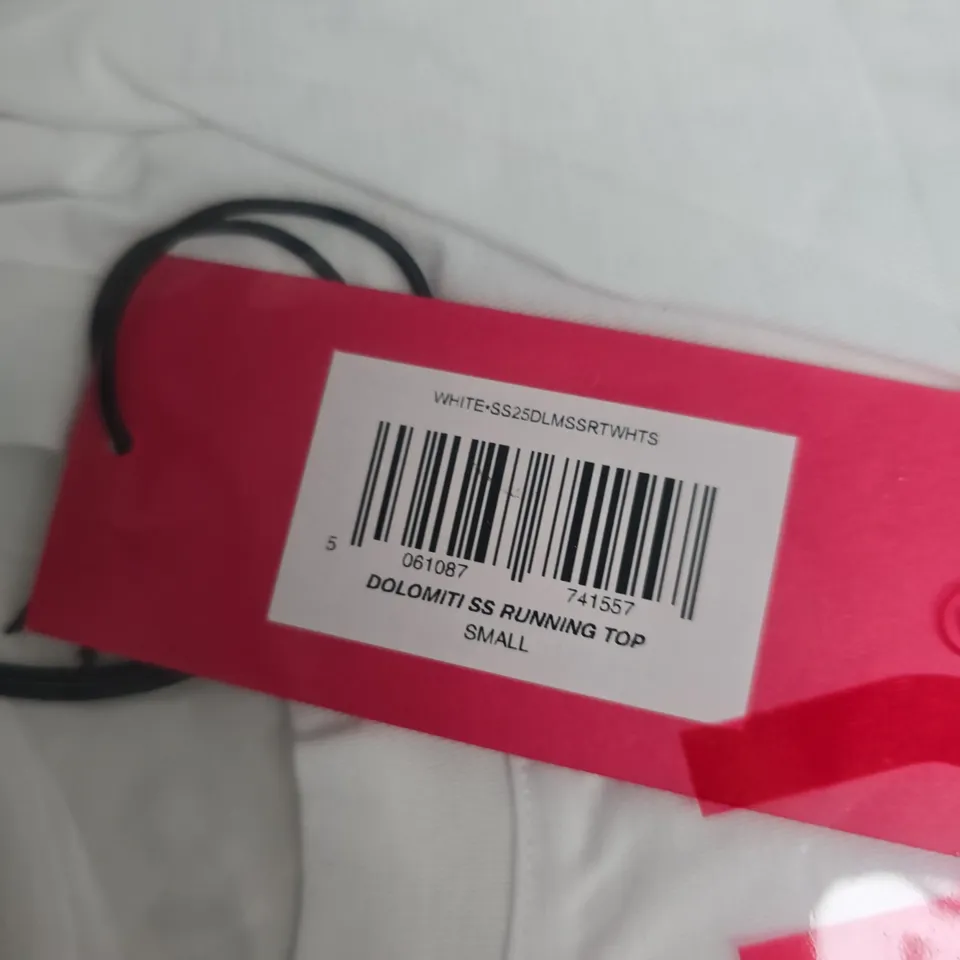 WHITE•SS25DLMSSRTWHTS
5 061087 741557
DOLOMITI SS RUNNING TOP
SMALL